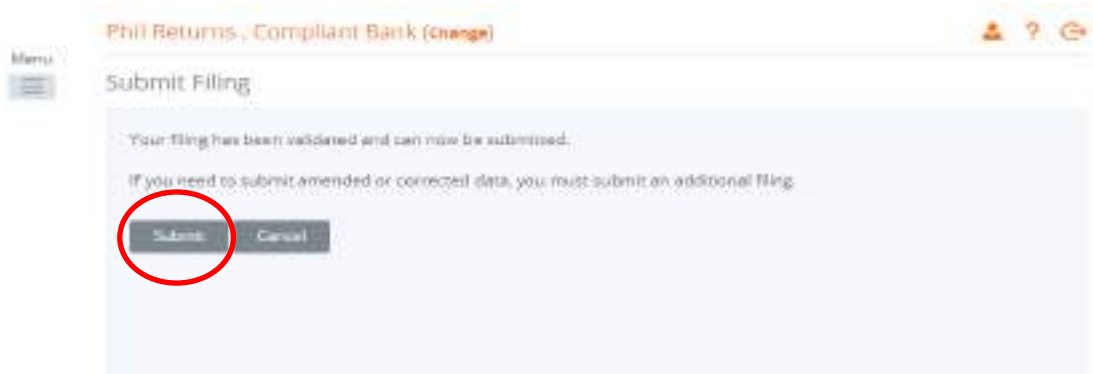 Phil Returns , Compliant Bank (Change)
?
Menu
Submit Filing
Your filing has been validated and can now be submitted.
If you need to submit amended or corrected data, you must submit an additional filing
Submit
Cancel